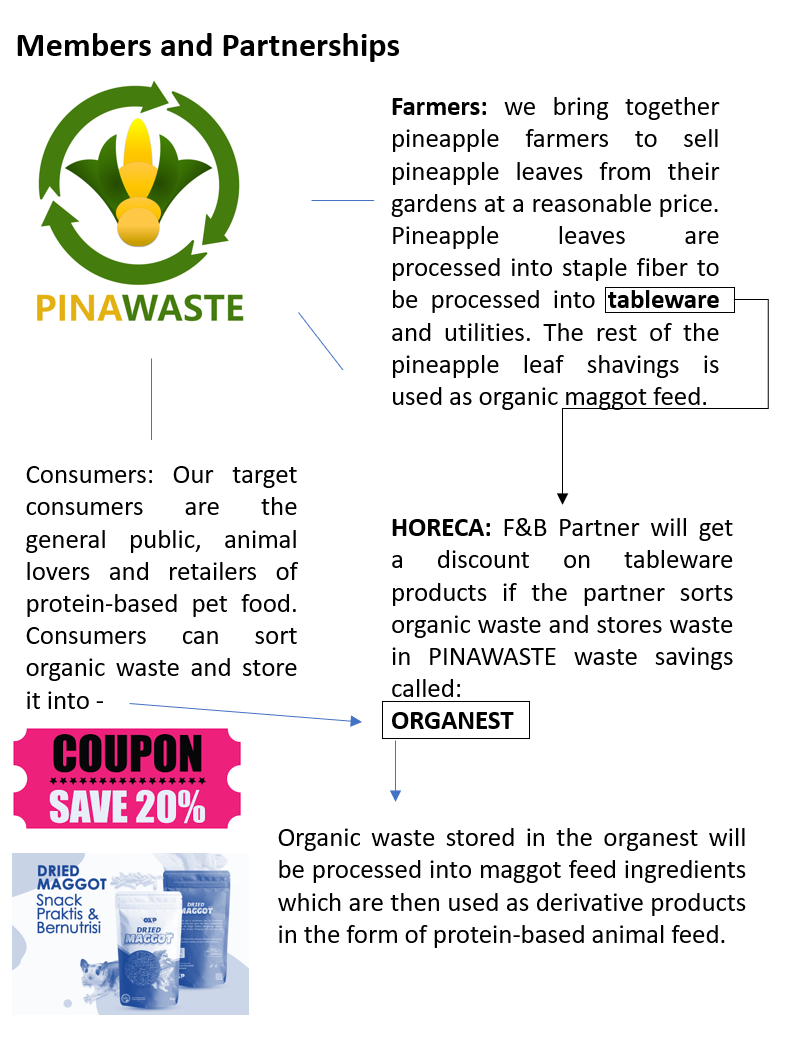 Members and Partnerships
PINAWASTE
Farmers: we bring together
pineapple farmers to sell
pineapple leaves from their
gardens at a reasonable price.
Pineapple leaves are
processed into staple fiber to
be processed into tableware
and utilities. The rest of the
pineapple leaf shavings is
used as organic maggot feed.
Consumers: Our target
consumers are the
general public, animal
lovers and retailers of
protein-based pet food.
Consumers can sort
organic waste and store
it into -
HORECA: F&B Partner will get
a discount on tableware
products if the partner sorts
organic waste and stores waste
in PINAWASTE waste savings
called:
ORGANEST
COUPON
SAVE 20%
DRIED
MAGGOT
Snack
Praktis &
Bernutrisi
DRIED
MAGGOT
MAGGOT
Organic waste stored in the organest will
be processed into maggot feed ingredients
which are then used as derivative products
in the form of protein-based animal feed.